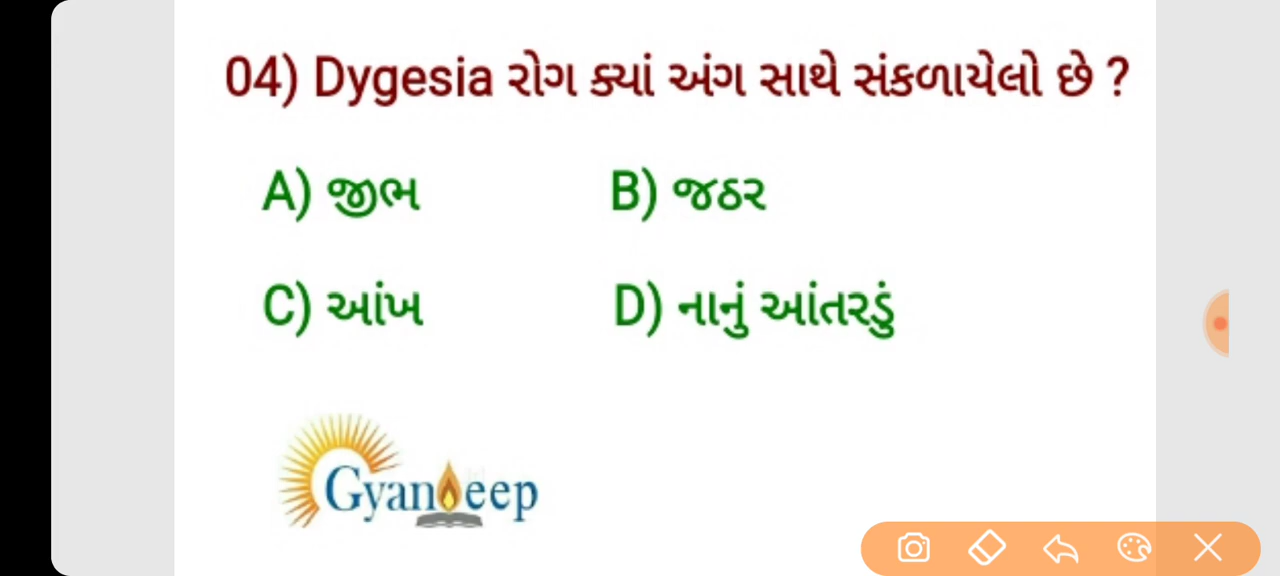 04) Dygesia રોગ ક્યાં અંગ સાથે સંકળાયેલો છે ?
A) જીભ B) જઠર
C) આંખ D) નાનું આંતરડું
Gyandeep